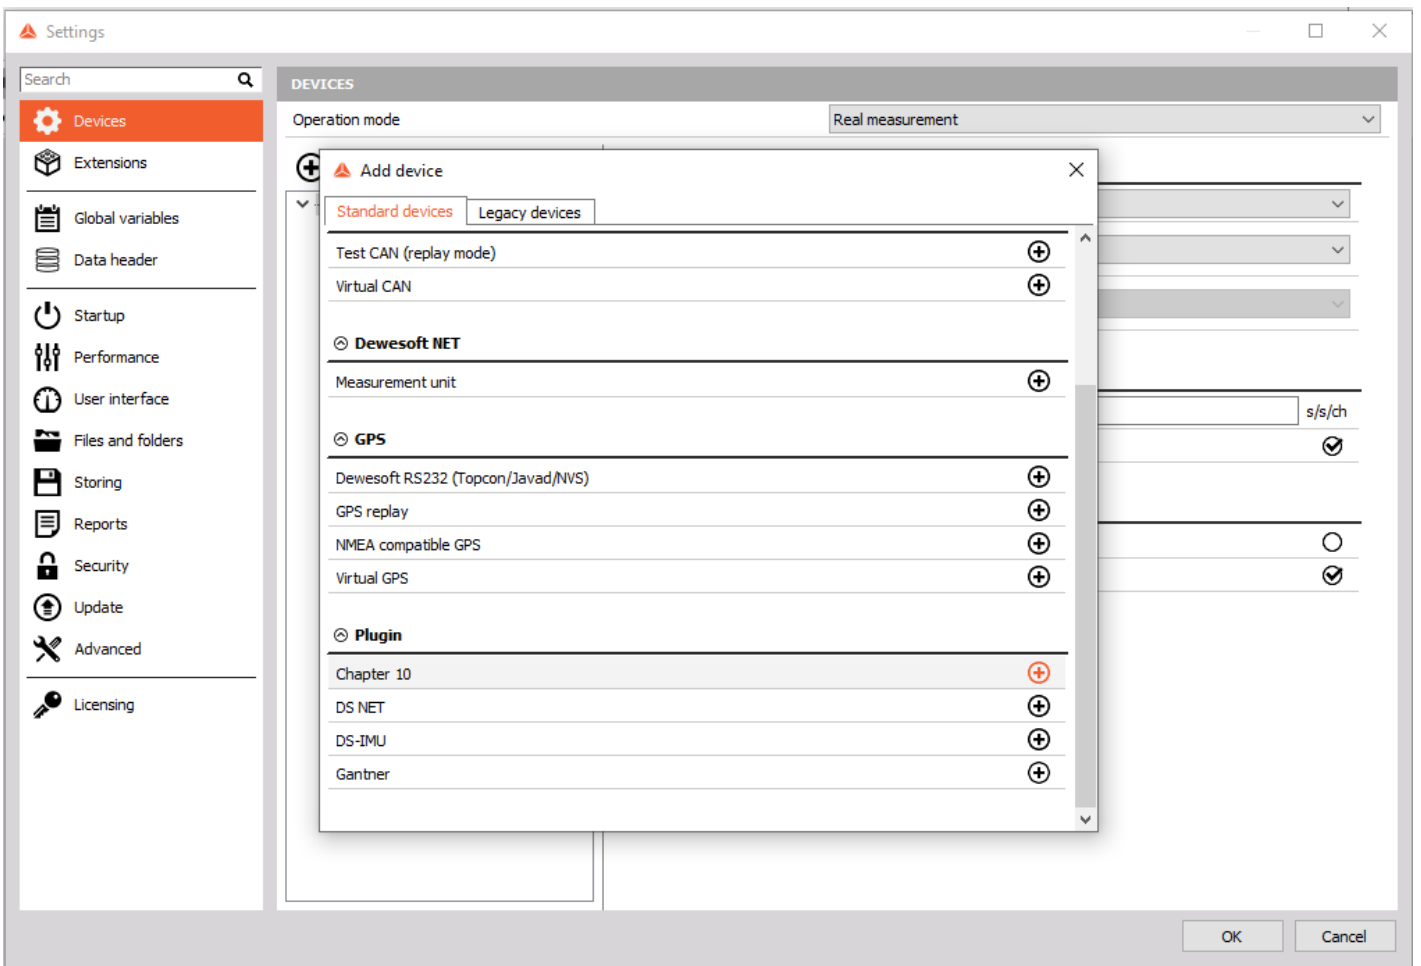 Settings
Search
Devices
Extensions
Global variables
Data header
Startup
Performance
User interface
Files and folders
Storing
Reports
Security
Update
Advanced
Licensing
DEVICES
Operation mode
Real measurement
Add device
Standard devices
Legacy devices
Test CAN (replay mode)
Virtual CAN
Dewesoft NET
Measurement unit
GPS
Dewesoft RS232 (Topcon/Javad/NVS)
GPS replay
NMEA compatible GPS
Virtual GPS
Plugin
Chapter 10
DS NET
DS-IMU
Gantner
s/s/ch
OK
Cancel